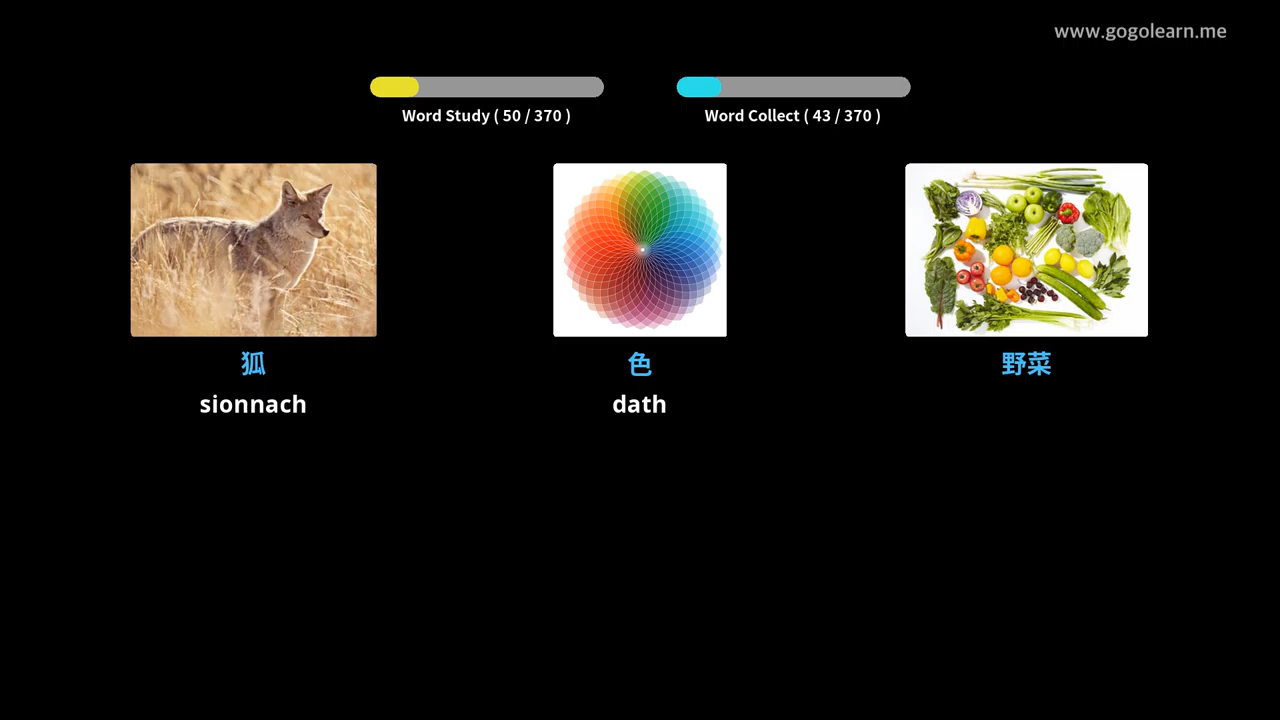 www.gogolearn.me
Word Study ( 50 / 370 )
Word Collect ( 43 / 370 )
狐
色
野菜
sionnach
dath